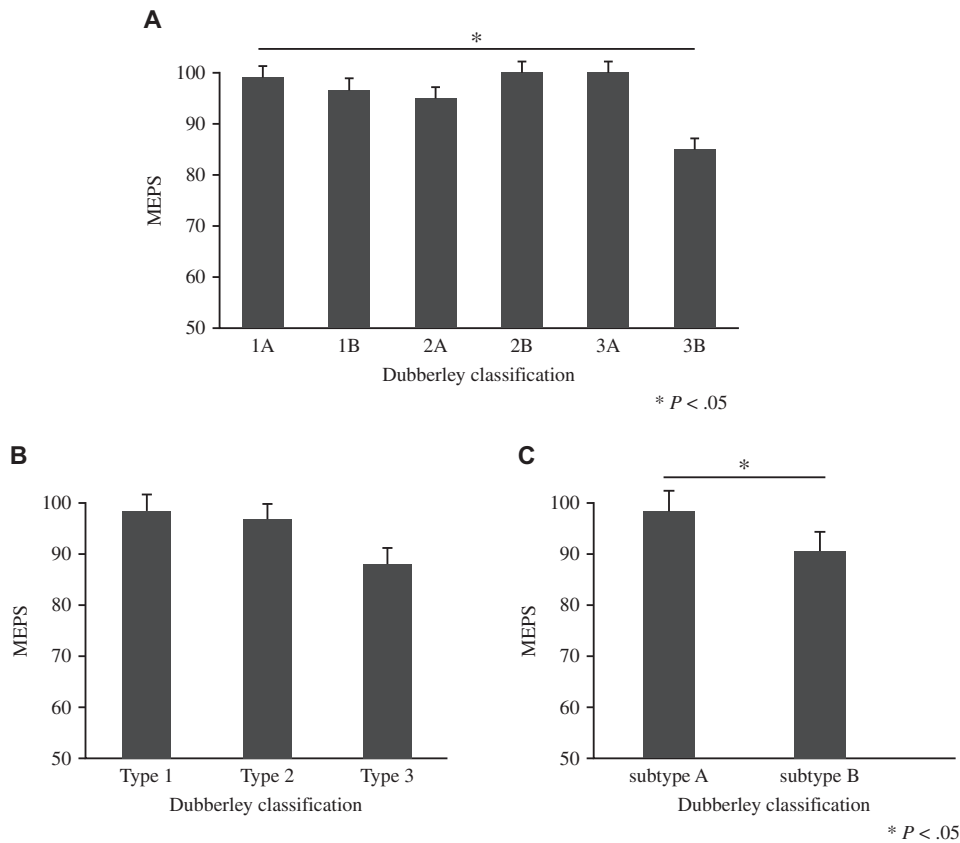 A
*
100
90
80
70
60
50
MEPS
1A 1B 2A 2B 3A 3B
Dubberley classification
* P < .05
B
100
90
80
70
60
50
MEPS
Type 1 Type 2 Type 3
Dubberley classification
C
*
100
90
80
70
60
50
MEPS
subtype A subtype B
Dubberley classification
* P < .05